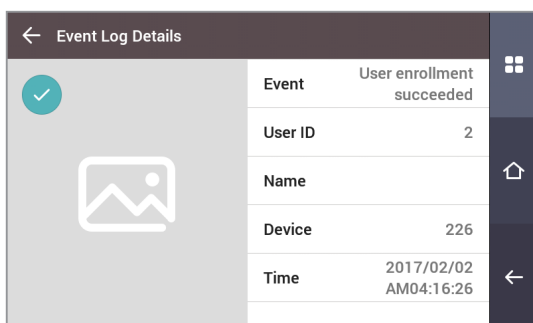 Event Log Details
Event
User enrollment
succeeded
User ID
2
Name
Device
226
Time
2017/02/02
AM04:16:26